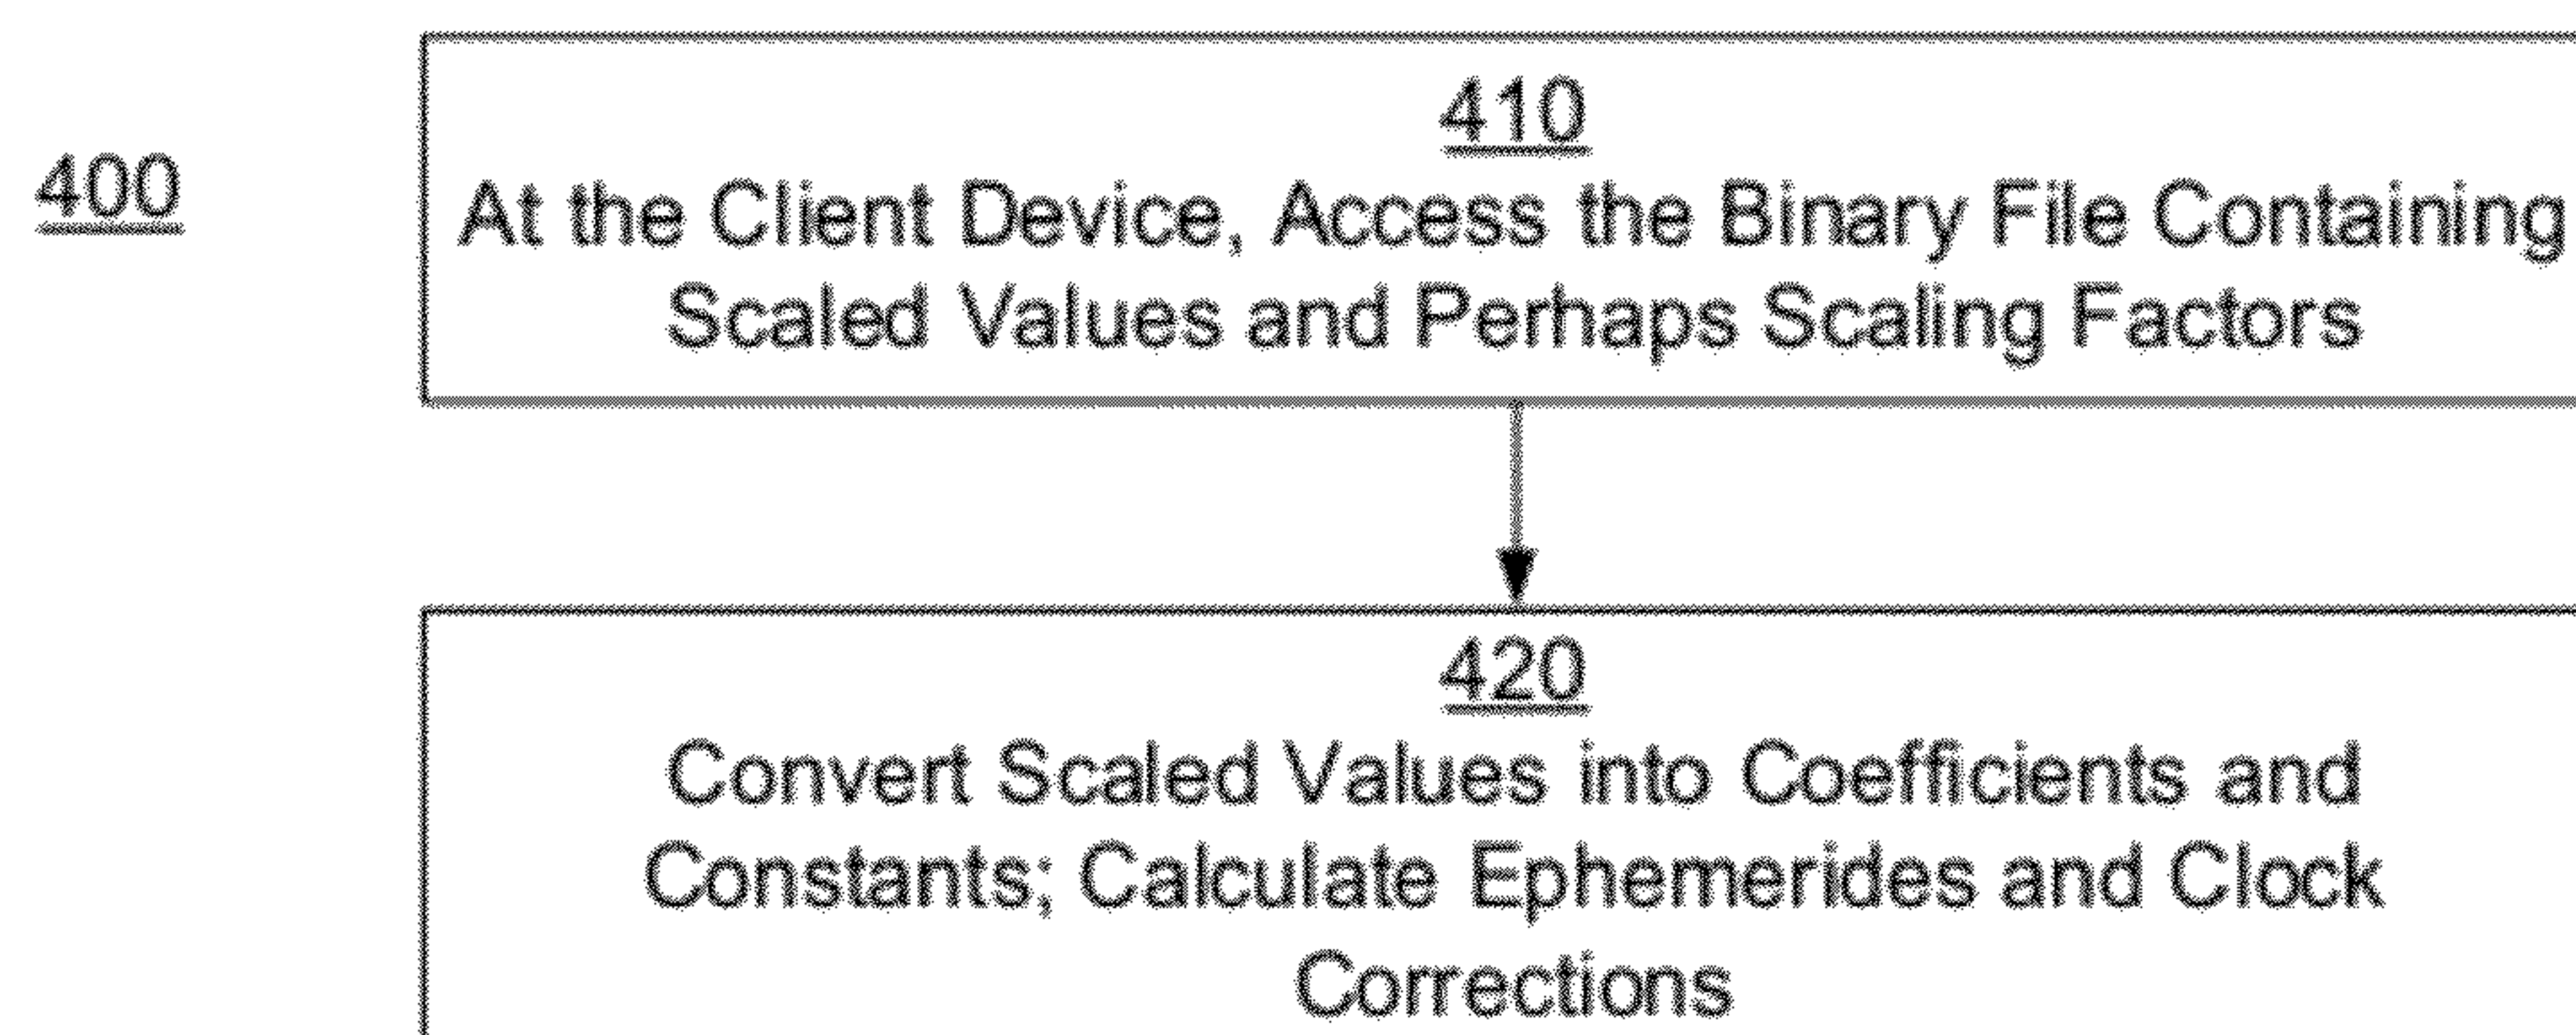 400
410
At the Client Device, Access the Binary File Containing
Scaled Values and Perhaps Scaling Factors
420
Convert Scaled Values into Coefficients and
Constants; Calculate Ephemerides and Clock
Corrections